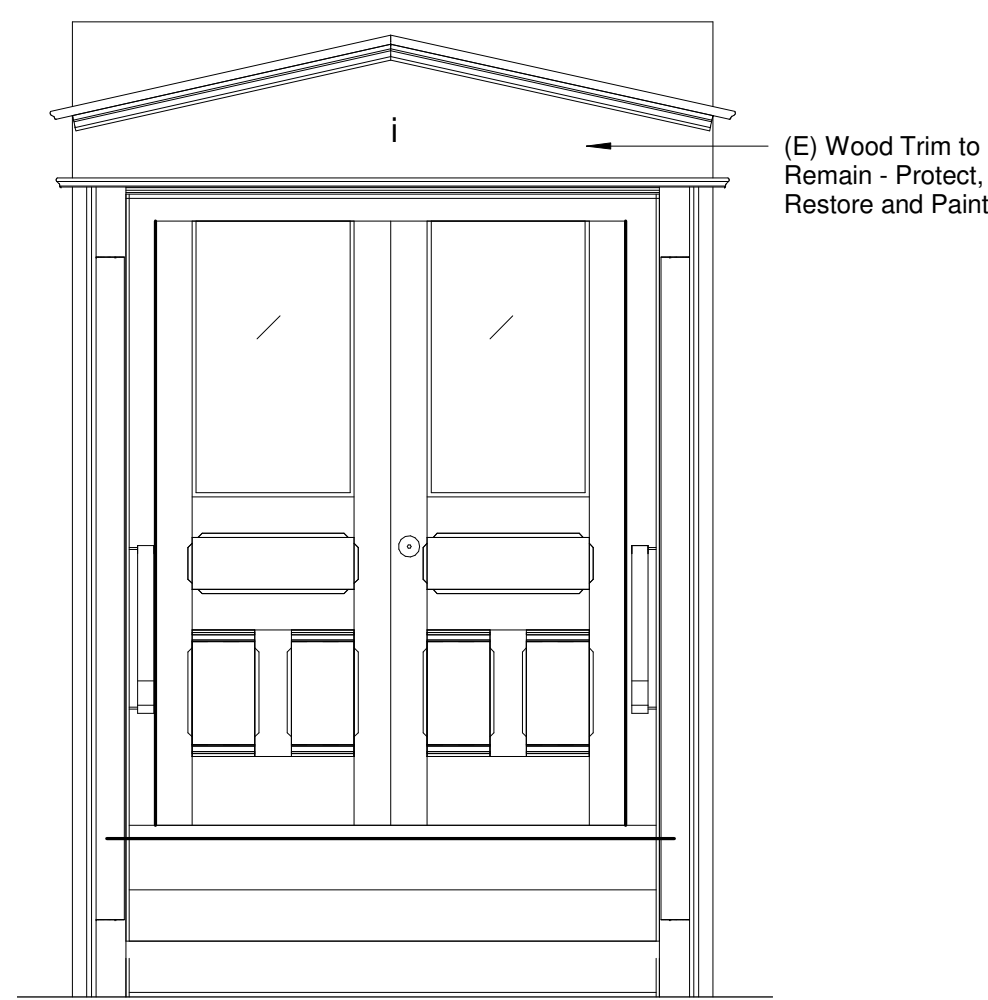 i
(E) Wood Trim to
Remain - Protect,
Restore and Paint